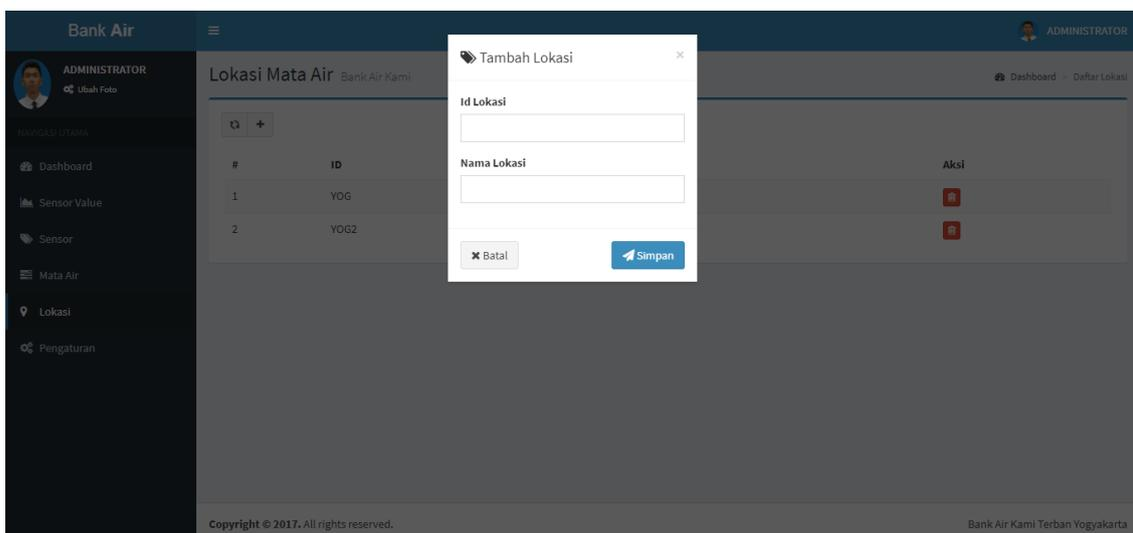 Bank Air
ADMINISTRATOR
ADMINISTRATOR
Ubah Foto
NAVIGASI UTAMA
Dashboard
Sensor Value
Sensor
Mata Air
Lokasi
Pengaturan
Lokasi Mata Air Bank Air Kami
Dashboard > Daftar Lokasi
# ID Aksi
1 YOG
2 YOG2
Tambah Lokasi ×
Id Lokasi
Nama Lokasi
Batal Simpan
Copyright © 2017. All rights reserved. Bank Air Kami Terban Yogyakarta